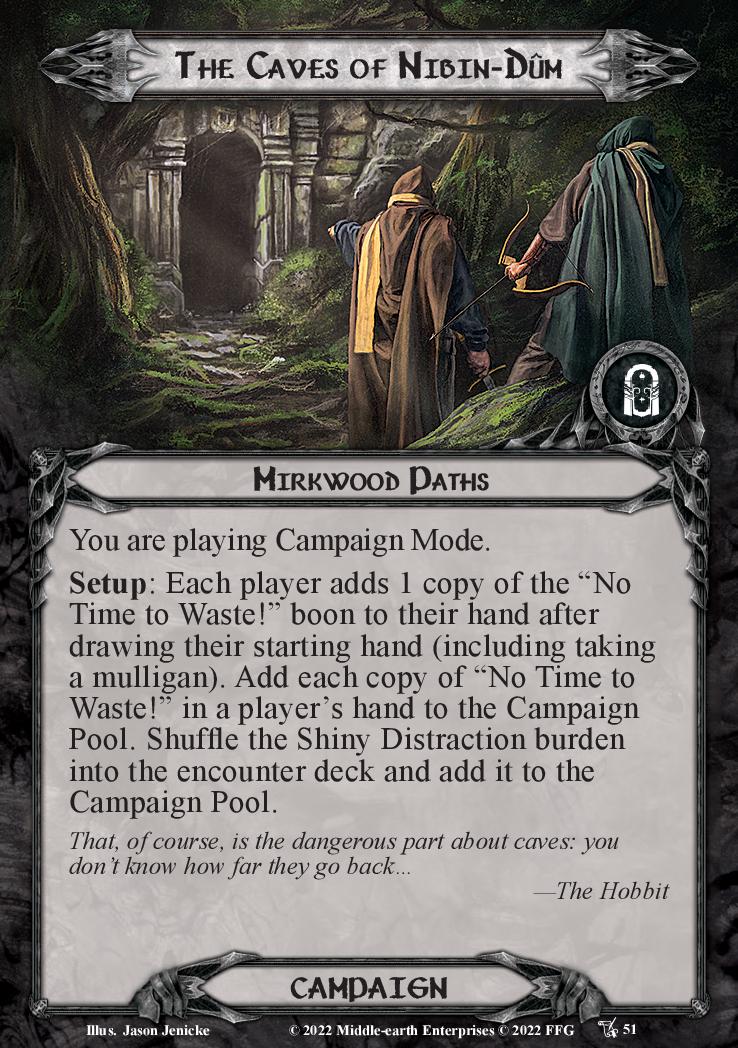 The Caves of Nibin-Dûm
Mirkwood Paths
You are playing Campaign Mode.
Setup: Each player adds 1 copy of the “No
Time to Waste!” boon to their hand after
drawing their starting hand (including taking
a mulligan). Add each copy of “No Time to
Waste!” in a player’s hand to the Campaign
Pool. Shuffle the Shiny Distraction burden
into the encounter deck and add it to the
Campaign Pool.
That, of course, is the dangerous part about caves: you
don’t know how far they go back...
—The Hobbit
CAMPAIGN
Illus. Jason Jenicke © 2022 Middle-earth Enterprises © 2022 FFG 51